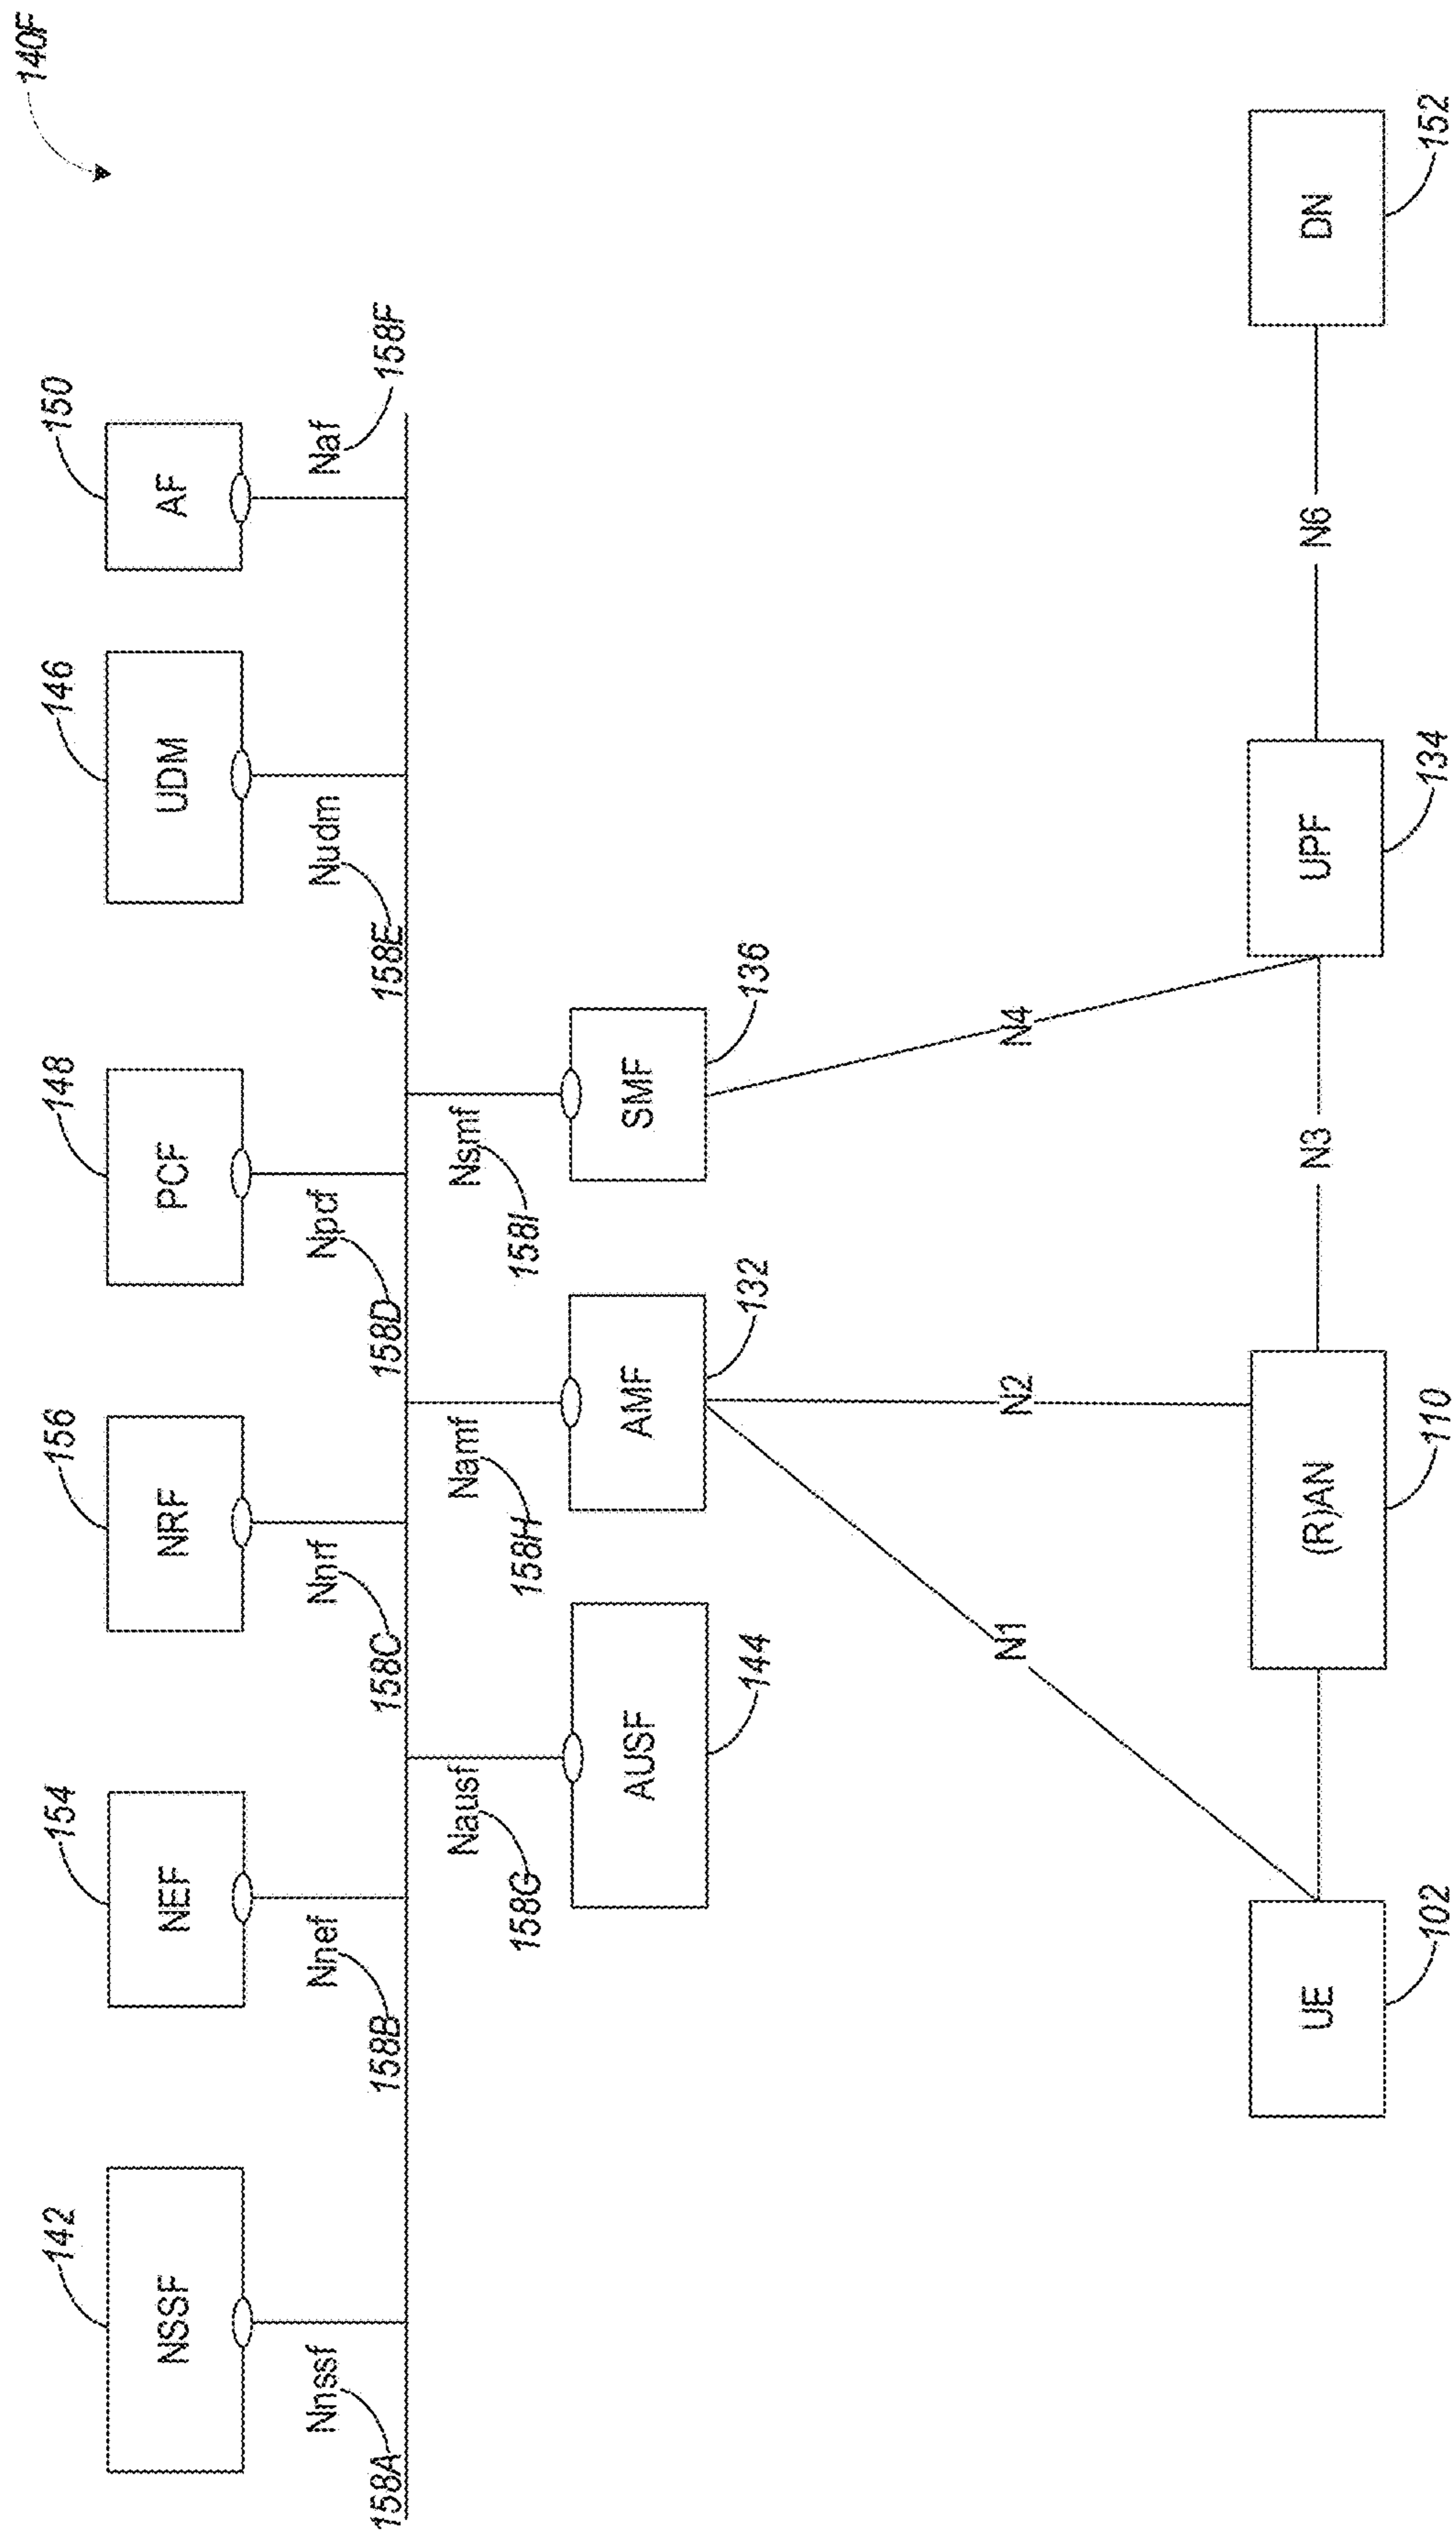 140F
142
154
156
148
146
150
NSSF
NEF
NRF
PCF
UDM
AF
Nnssf
Nnef
Nnrf
Npcf
Nudm
Naf
158A
158B
158C
158D
158E
158F
Nausf
Namf
Nsmf
158G
158H
158I
AUSF
AMF
SMF
144
132
136
N1
N2
N4
UE
(R)AN
N3
UPF
N6
DN
102
110
134
152